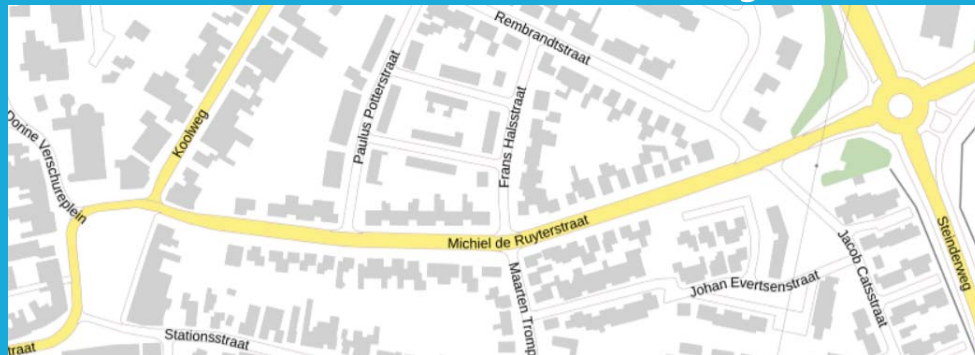 Rembrandtstraat
Paulus Potterstraat
Koolweg
Frans Halsstraat
Donne Verschureplein
Michiel de Ruyterstraat
Steinderweg
Jacob Catsstraat
Maarten Tromp
Johan Evertsenstraat
Stationsstraat
traat